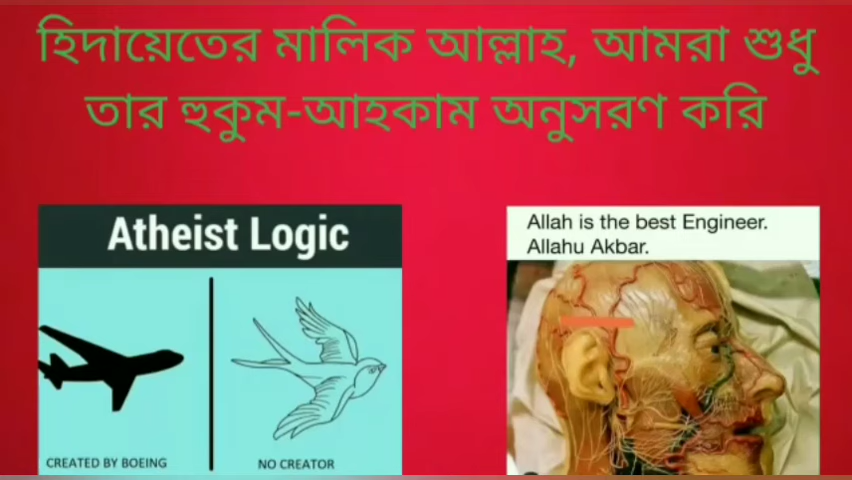 হিদায়েতের মালিক আল্লাহ, আমরা শুধু
তার হুকুম-আহকাম অনুসরণ করি
Atheist Logic
CREATED BY BOEING
NO CREATOR
Allah is the best Engineer.
Allahu Akbar.